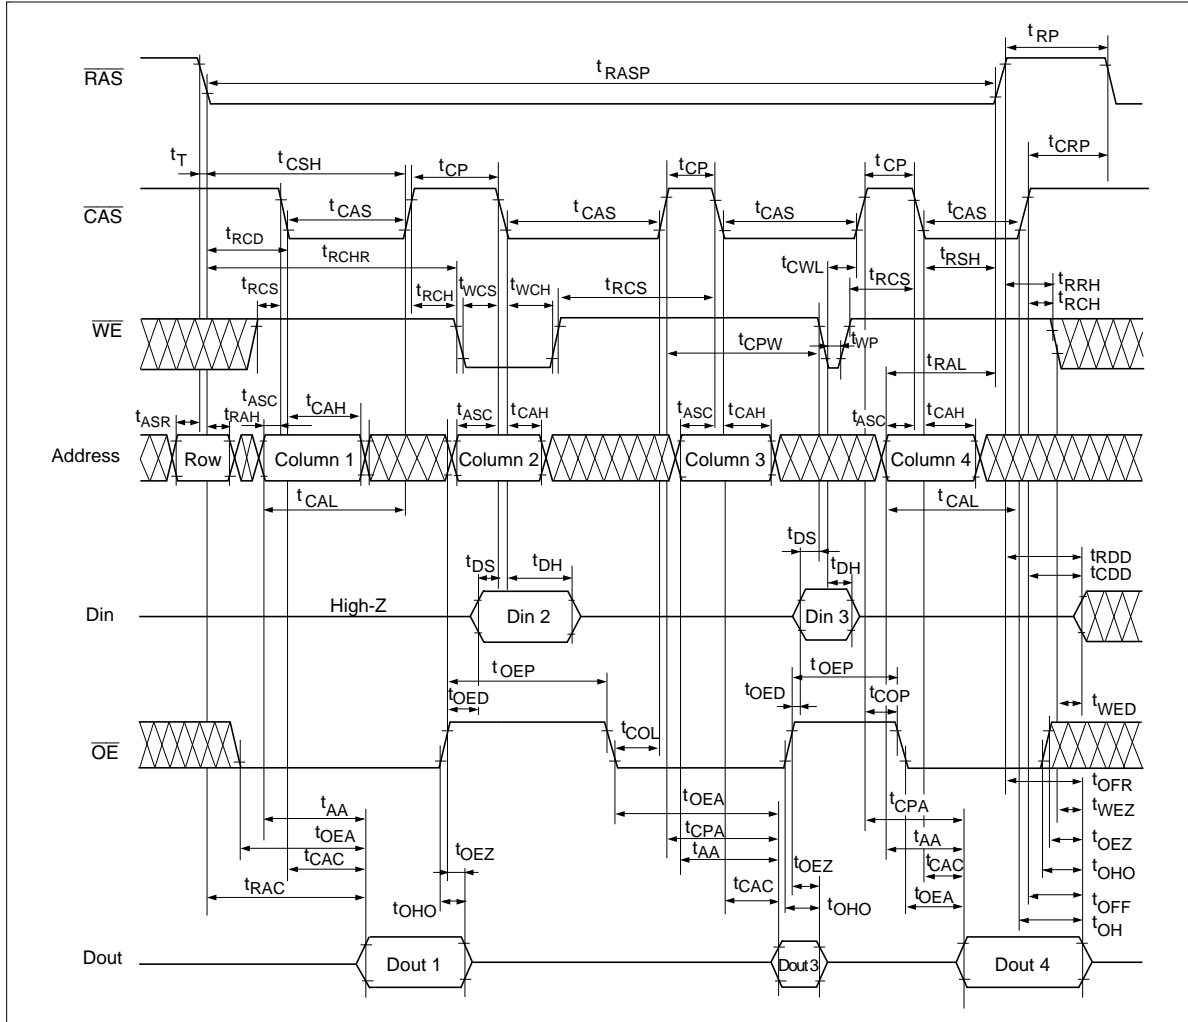 tRP
RAS
tRASP
tT
tCSH
tCP
tCP
tCP
tCRP
CAS
tCAS
tCAS
tCAS
tCAS
tRCD
tRCHR
tCWL
tRSH
tRCS
tRCH
tWCS
tWCH
tRCS
tRCS
tRRH
tRCH
WE
tCPW
tWP
tRAL
tASR
tRAH
tASC
tCAH
tASC
tCAH
tASC
tCAH
tASC
tCAH
Address
Row
Column 1
Column 2
Column 3
Column 4
tCAL
tCAL
tDS
tDH
tDS
tDH
tRDD
tCDD
Din
High-Z
Din 2
Din 3
tOEP
tOEP
tOED
tOED
tCOP
tWED
OE
tCOL
tOFR
tAA
tOEA
tCPA
tWEZ
tOEA
tCPA
tAA
tOEZ
tCAC
tOEZ
tAA
tOEZ
tCAC
tOHO
tRAC
tOHO
tCAC
tOHO
tOEA
tOFF
tOH
Dout
Dout 1
Dout 3
Dout 4